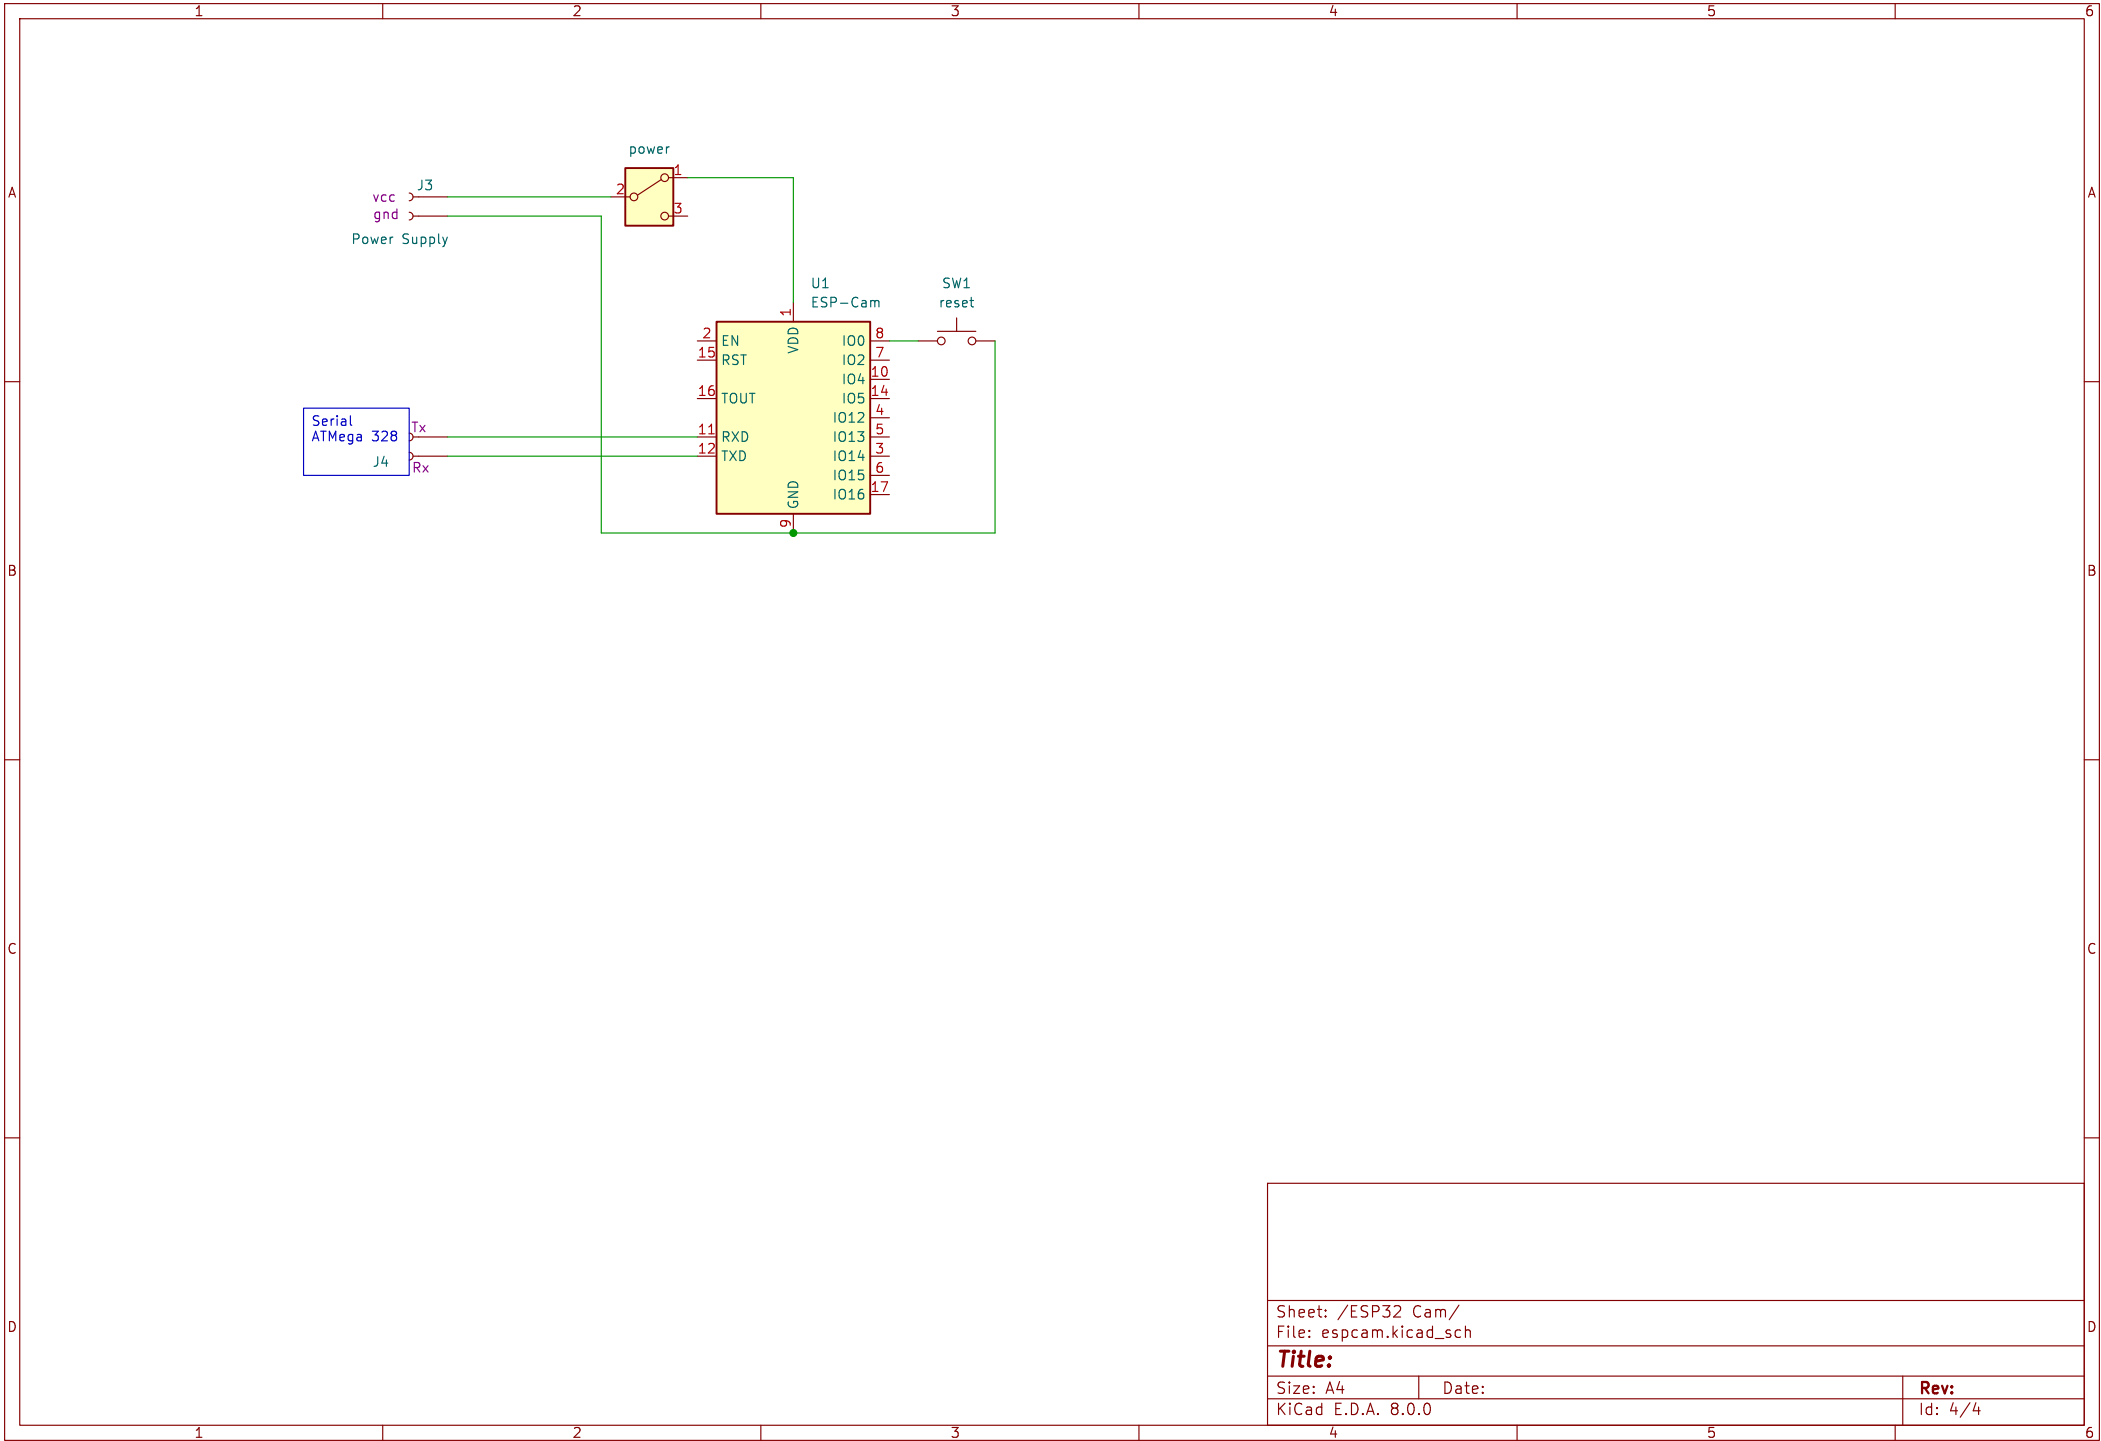 1 2 3 4 5 6
A A
power
1
J3
vcc
2
gnd
3
Power Supply
U1 SW1
ESP-Cam reset
1
2 EN VDD IO0 8
15 RST IO2 7
IO4 10
16 TOUT IO5 14
IO12 4
Serial Tx
ATMega 328
11 RXD IO13 5
12 TXD IO14 3
J4
Rx
IO15 6
GND IO16 17
9
B B
C C
Sheet: /ESP32 Cam/
D D
File: espcam.kicad_sch
Title:
Size: A4 Date: Rev:
KiCad E.D.A. 8.0.0 Id: 4/4
1 2 3 4 5 6